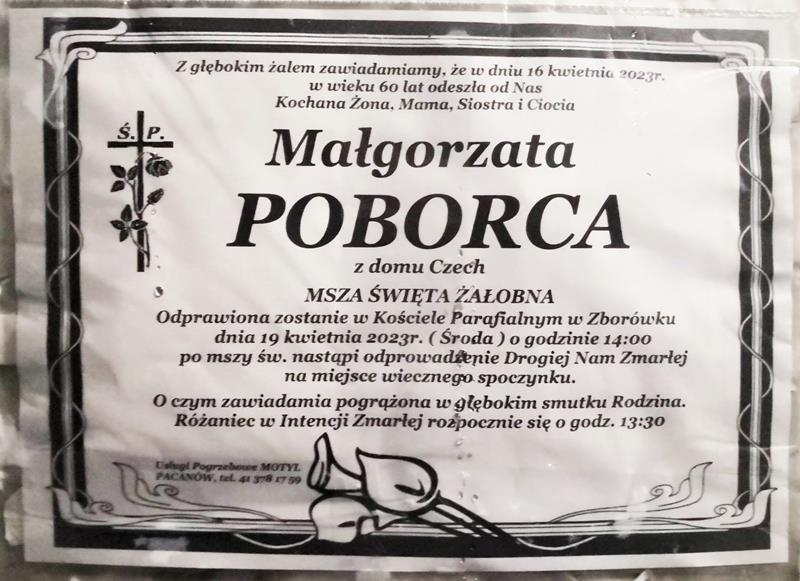 Z głębokim żalem zawiadamiamy, że w dniu 16 kwietnia 2023r.
w wieku 60 lat odeszła od Nas
Kochana Żona, Mama, Siostra i Ciocia
Ś. P.
Małgorzata
POBORCA
z domu Czech
MSZA ŚWIĘTA ŻAŁOBNA
Odprawiona zostanie w Kościele Parafialnym w Zborówku
dnia 19 kwietnia 2023r. ( Środa ) o godzinie 14:00
po mszy św. nastąpi odprowadzenie Drogiej Nam Zmarłej
na miejsce wiecznego spoczynku.
O czym zawiadamia pogrążona w głębokim smutku Rodzina.
Różaniec w Intencji Zmarłej rozpocznie się o godz. 13:30
Usługi Pogrzebowe MOTYL
PACANÓW, tel. 41 378 17 59